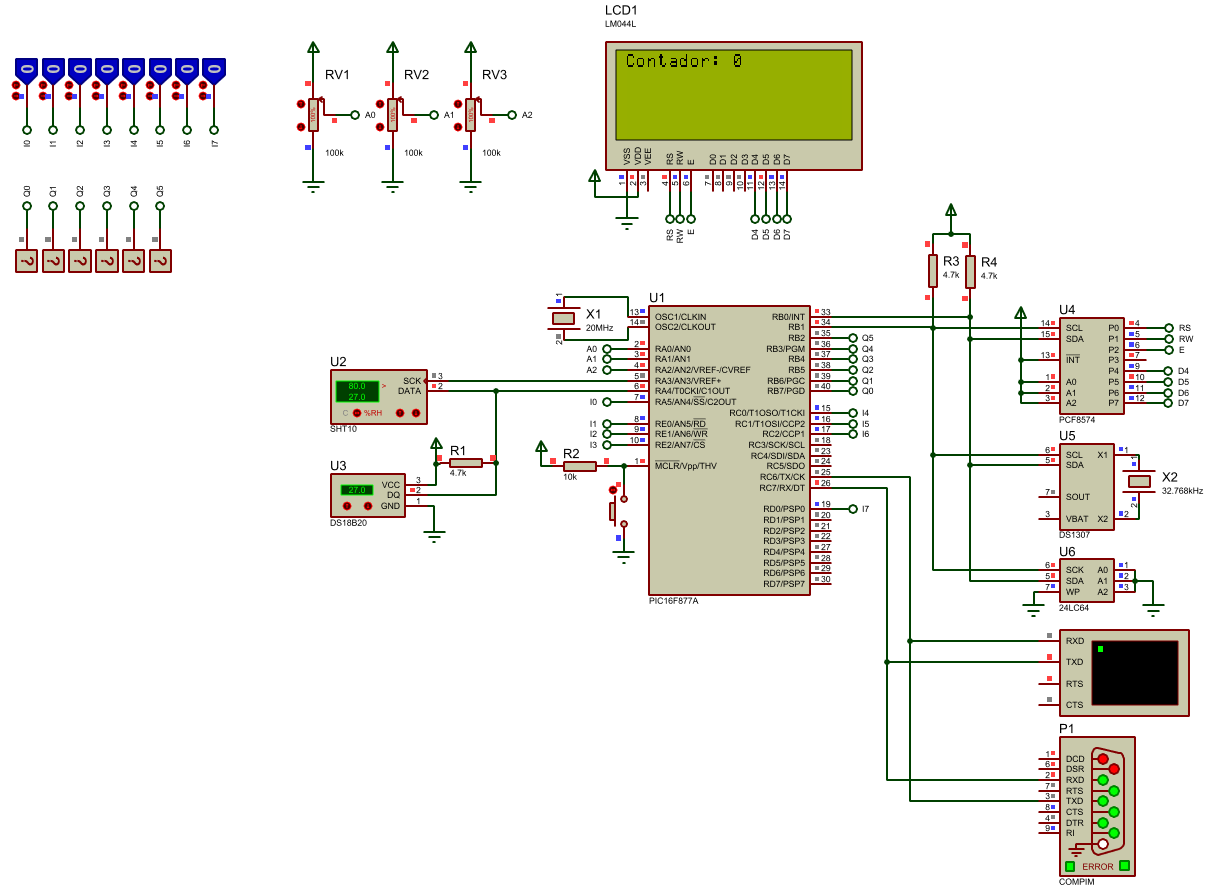 LCD1
LM044L
Contador: 0
VSS VDD VEE RS RW E D0 D1 D2 D3 D4 D5 D6 D7
1 2 3 4 5 6 7 8 9 10 11 12 13 14
RS RW E D4 D5 D6 D7
0 0 0 0 0 0 0 0
I0 I1 I2 I3 I4 I5 I6 I7
Q0 Q1 Q2 Q3 Q4 Q5
? ? ? ? ? ?
RV1 RV2 RV3
100% 100% 100%
A0 A1 A2
100k 100k 100k
X1
20MHz
1
2
U1
13 OSC1/CLKIN RB0/INT 33
14 OSC2/CLKOUT RB1 34
RB2 35 Q5
A0 2 RA0/AN0 RB3/PGM 36 Q4
A1 3 RA1/AN1 RB4 37 Q3
A2 4 RA2/AN2/VREF-/CVREF RB5 38 Q2
5 RA3/AN3/VREF+ RB6/PGC 39 Q1
6 RA4/T0CKI/C1OUT RB7/PGD 40 Q0
I0 7 RA5/AN4/SS/C2OUT
RC0/T1OSO/T1CKI 15 I4
I1 8 RE0/AN5/RD RC1/T1OSI/CCP2 16 I5
I2 9 RE1/AN6/WR RC2/CCP1 17 I6
I3 10 RE2/AN7/CS RC3/SCK/SCL 18
RC4/SDI/SDA 23
1 MCLR/Vpp/THV RC5/SDO 24
RC6/TX/CK 25
RC7/RX/DT 26
RD0/PSP0 19 I7
RD1/PSP1 20
RD2/PSP2 21
RD3/PSP3 22
RD4/PSP4 27
RD5/PSP5 28
RD6/PSP6 29
RD7/PSP7 30
PIC16F877A
U2
80.0 >
27.0
SCK 3
DATA 2
C %RH
SHT10
U3
27.0
VCC 3
DQ 2
GND 1
DS18B20
R1
4.7k
R2
10k
R3
4.7k
R4
4.7k
U4
14 SCL P0 4 RS
15 SDA P1 5 RW
P2 6 E
13 INT P3 7
P4 9 D4
1 A0 P5 10 D5
2 A1 P6 11 D6
3 A2 P7 12 D7
PCF8574
U5
6 SCL X1 1
5 SDA
7 SOUT
3 VBAT X2 2
DS1307
X2
32.768kHz
1
2
U6
6 SCK A0 1
5 SDA A1 2
7 WP A2 3
24LC64
RXD
TXD
RTS
CTS
P1
1 DCD
6 DSR
2 RXD
7 RTS
3 TXD
8 CTS
4 DTR
9 RI
ERROR
COMPIM